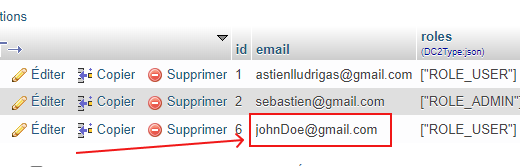 tions
id email roles
(DC2Type:json)
Éditer Copier Supprimer 1 astienlludrigas@gmail.com ["ROLE_USER"]
Éditer Copier Supprimer 2 sebastien@gmail.com ["ROLE_ADMIN"]
Éditer Copier Supprimer 6 johnDoe@gmail.com ["ROLE_USER"]